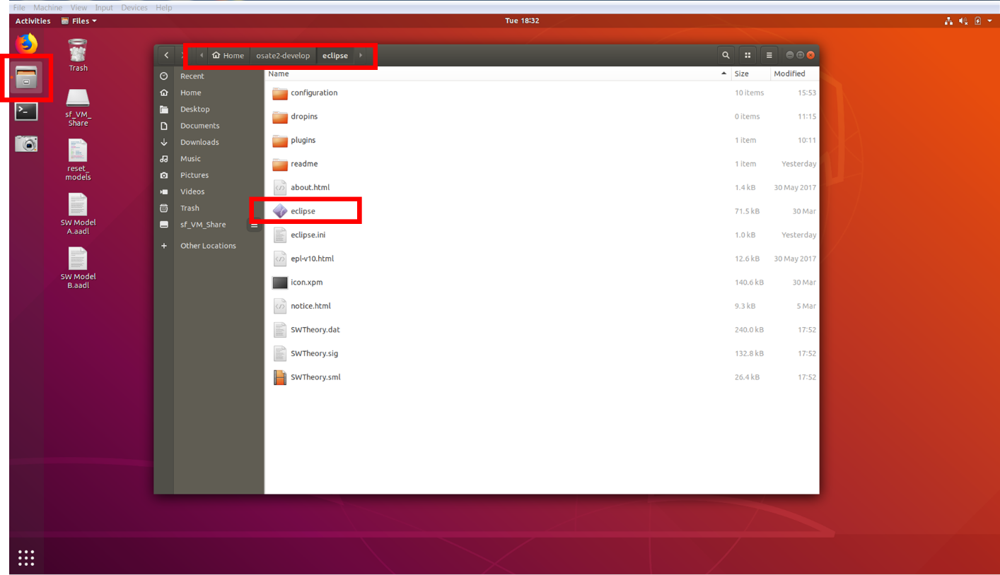 File Machine View Input Devices Help
Activities Files Tue 18:32
Trash
sf_VM_
Share
reset_
models
SW Model
A.aadl
SW Model
B.aadl
Home osate2-develop eclipse
Recent
Home
Desktop
Documents
Downloads
Music
Pictures
Videos
Trash
sf_VM_Share
Other Locations
Name Size Modified
configuration 10 items 15:53
dropins 0 items 11:15
plugins 1 item 10:11
readme 1 item Yesterday
about.html 1.4 kB 30 May 2017
eclipse 71.5 kB 30 Mar
eclipse.ini 1.0 kB Yesterday
epl-v10.html 12.6 kB 30 May 2017
icon.xpm 140.6 kB 30 Mar
notice.html 9.3 kB 5 Mar
SWTheory.dat 240.0 kB 17:52
SWTheory.sig 132.8 kB 17:52
SWTheory.sml 26.4 kB 17:52